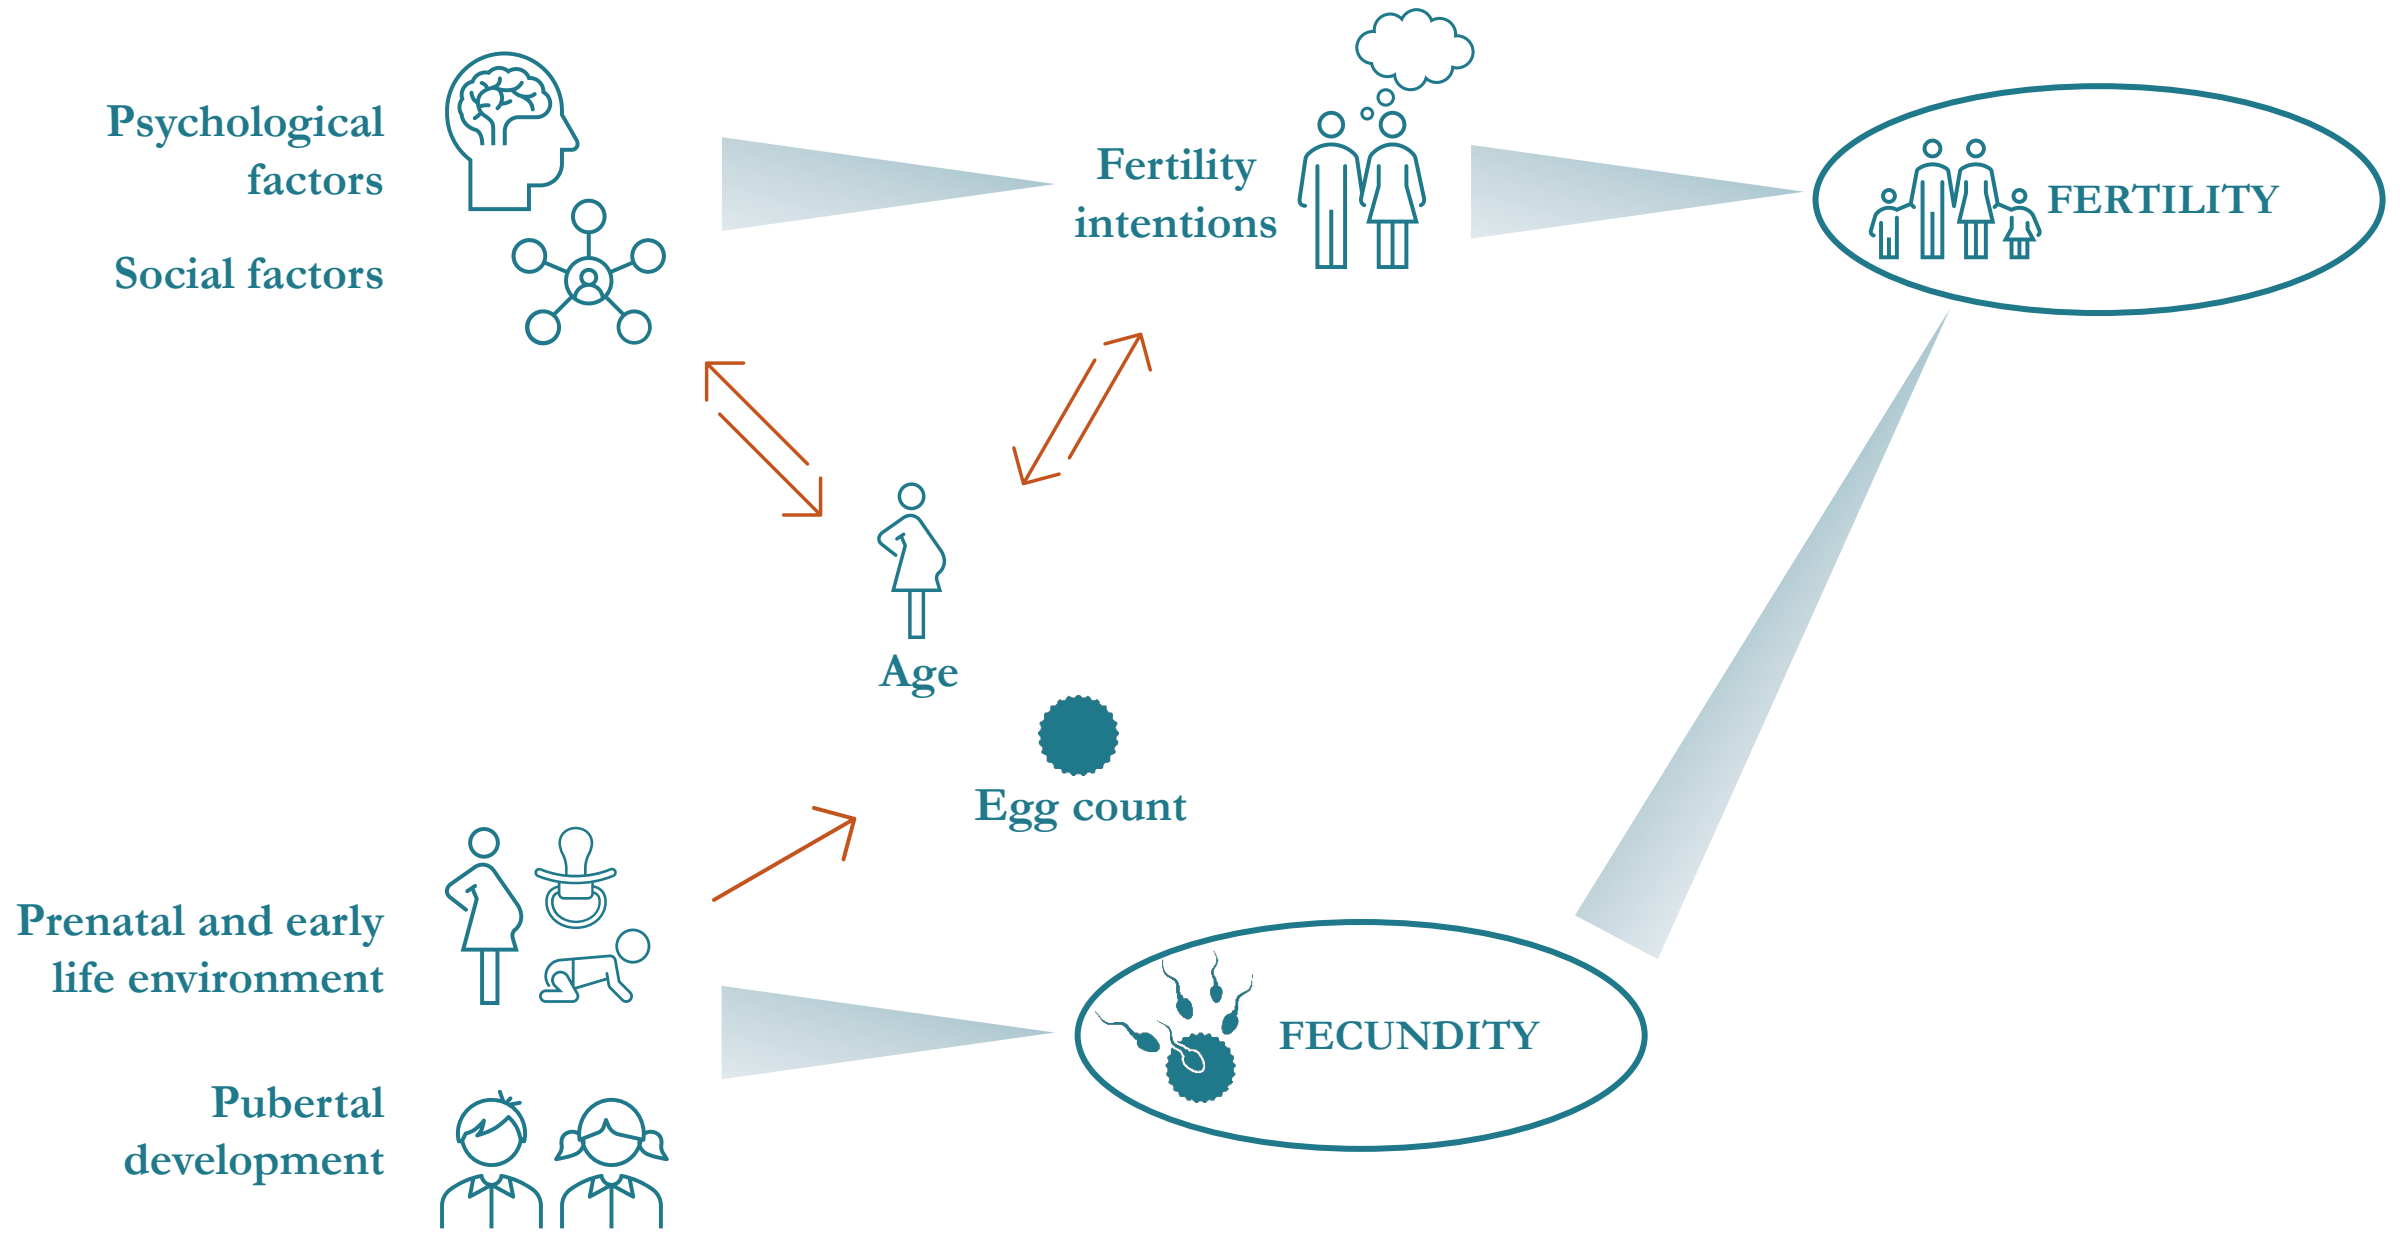 Psychological
factors
Social factors
Fertility
intentions
FERTILITY
Age
Egg count
Prenatal and early
life environment
FECUNDITY
Pubertal
development